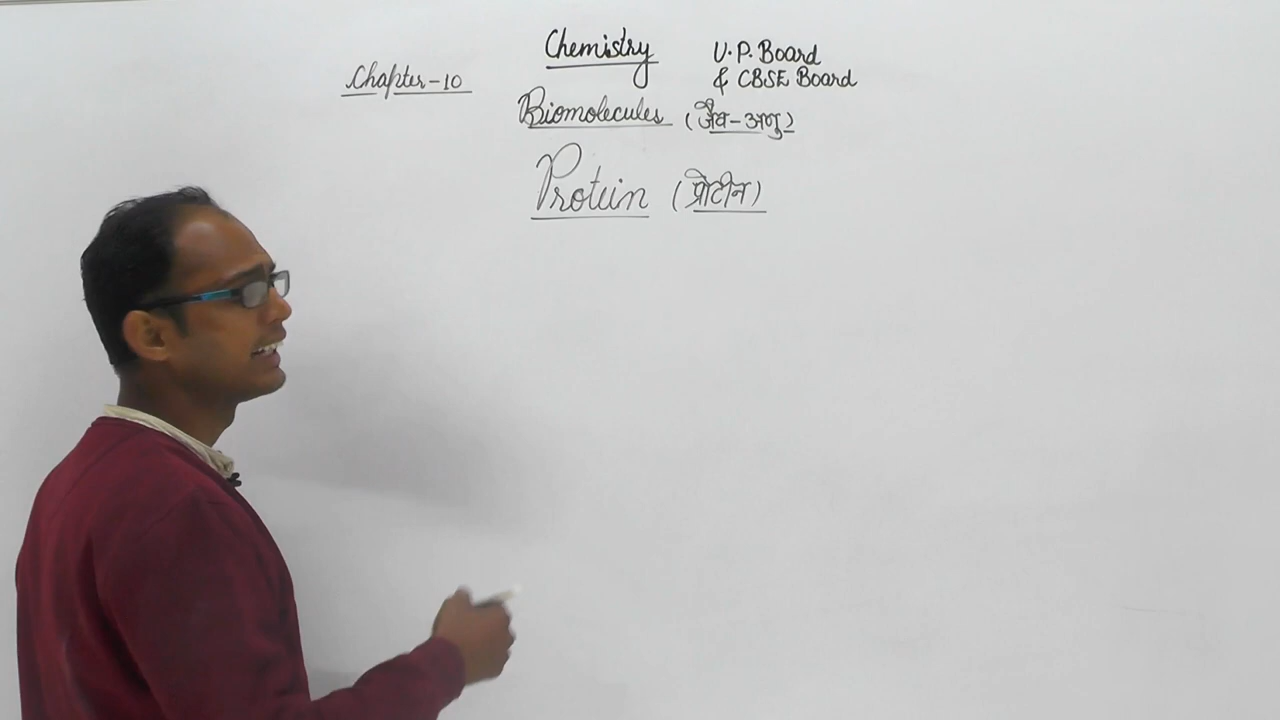 Chemistry U.P. Board
Chapter-10 & CBSE Board
Biomolecules (जैव-अणु)
Protein (प्रोटीन)